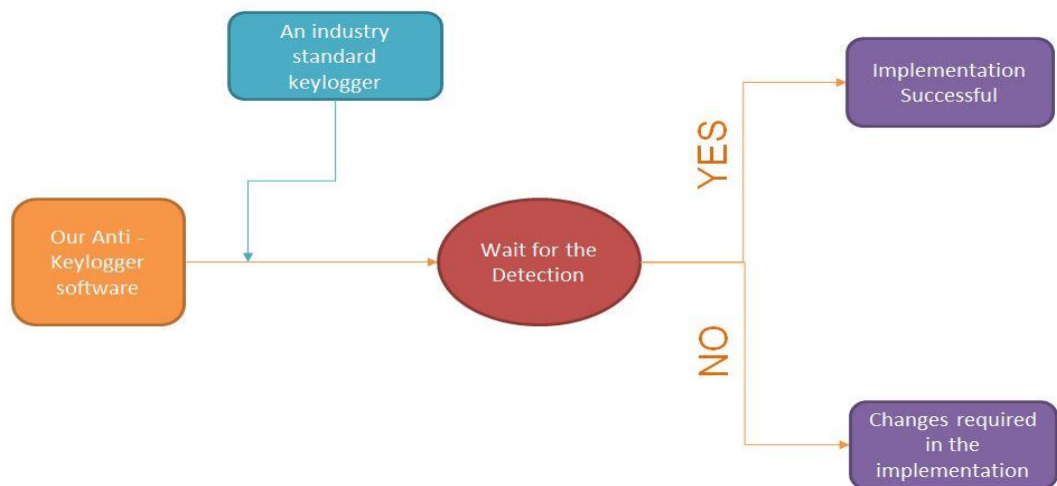 An industry
standard
keylogger
Implementation
Successful
YES
Our Anti -
Keylogger
software
Wait for the
Detection
NO
Changes required
in the
implementation